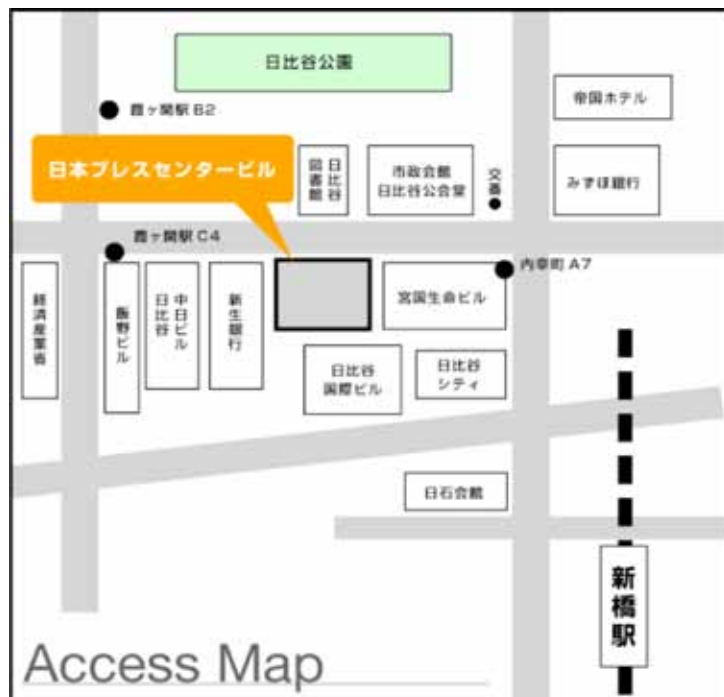 日比谷公園
霞ヶ関駅 B2
帝国ホテル
日本プレスセンタービル
日比谷
図書館
市政会館
日比谷公会堂
交番
みずほ銀行
霞ヶ関駅 C4
内幸町 A7
経済産業省
飯野ビル
中日ビル
日比谷
新生銀行
富国生命ビル
日比谷
国際ビル
日比谷
シティ
日石会館
新橋駅
Access Map